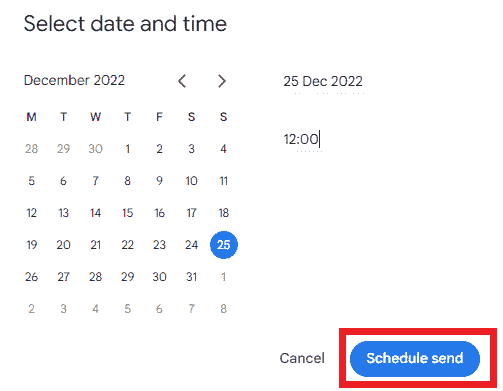 Select date and time
December 2022
M T W T F S S
28 29 30 1 2 3 4
5 6 7 8 9 10 11
12 13 14 15 16 17 18
19 20 21 22 23 24 25
26 27 28 29 30 31 1
2 3 4 5 6 7 8
25 Dec 2022
12:00
Cancel Schedule send